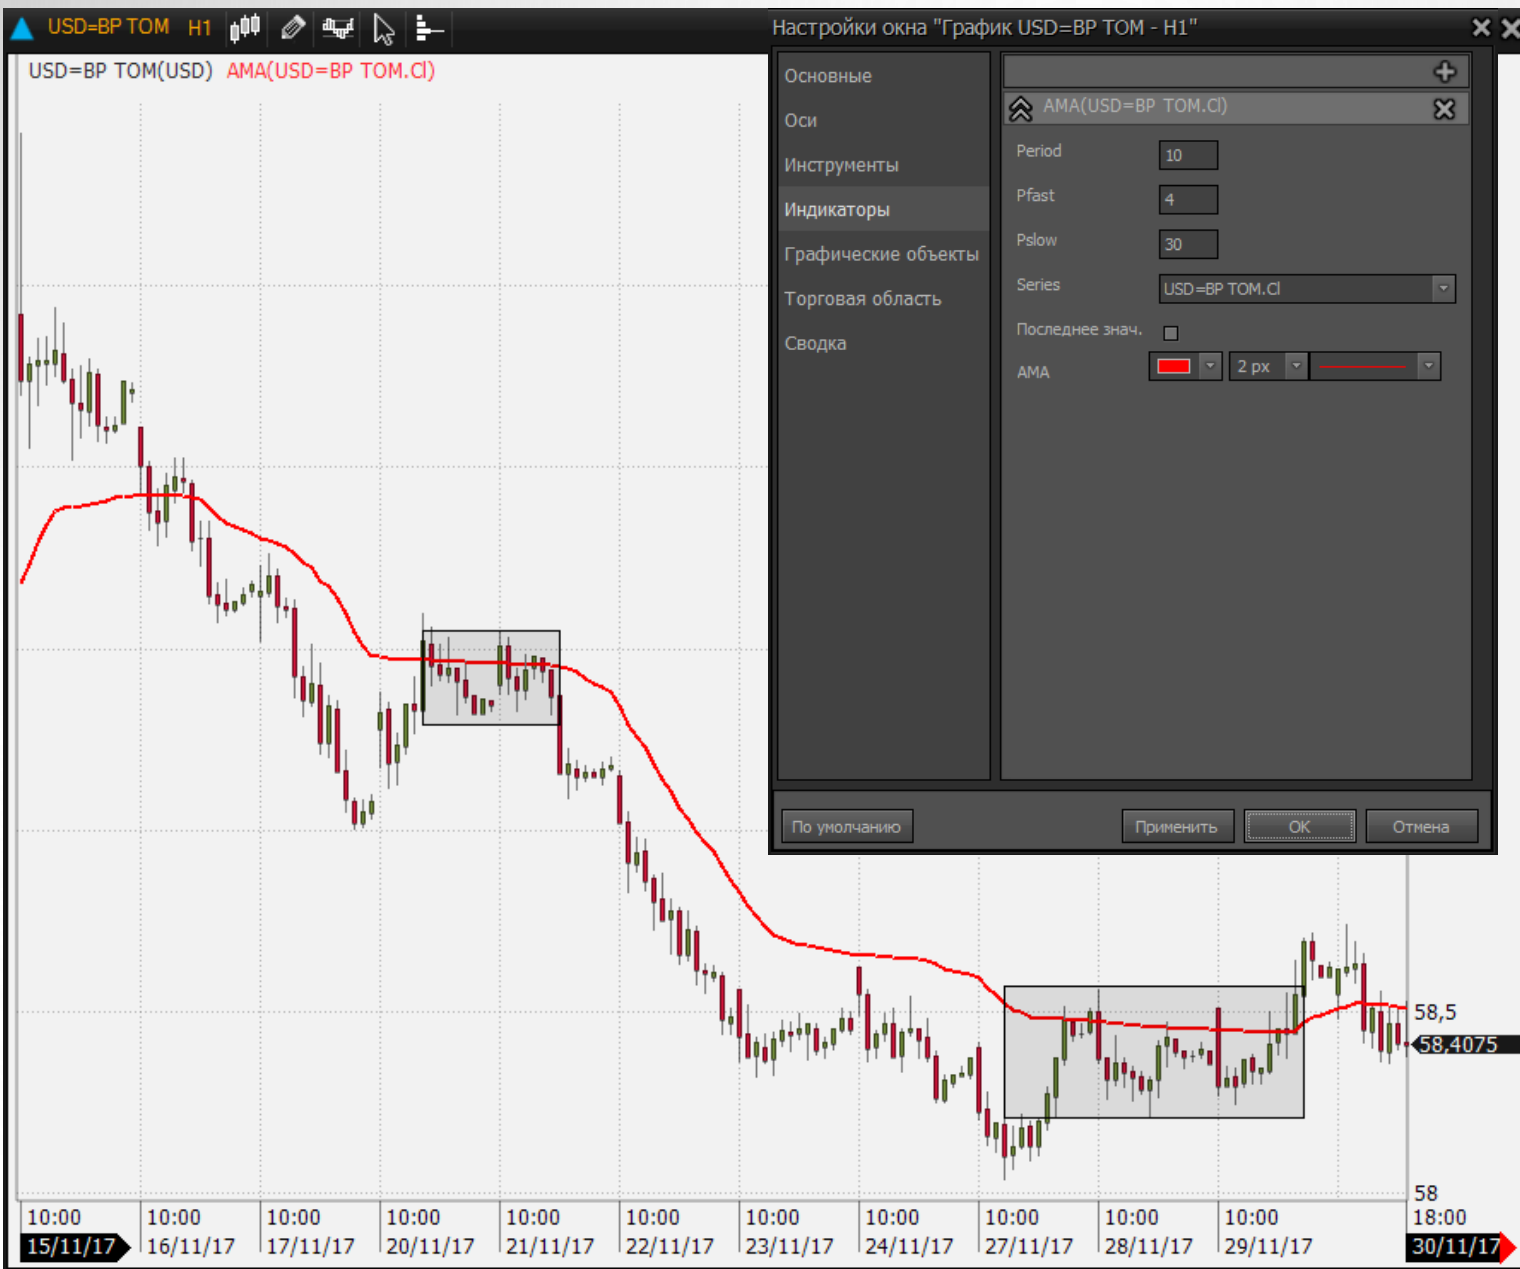 USD=BP TOM H1
USD=BP TOM(USD) AMA(USD=BP TOM.Cl)
Настройки окна "График USD=BP TOM - H1"
Основные
Оси
Инструменты
Индикаторы
Графические объекты
Торговая область
Сводка
AMA(USD=BP TOM.Cl)
Period 10
Pfast 4
Pslow 30
Series USD=BP TOM.Cl
Последнее знач.
AMA 2 px
По умолчанию Применить OK Отмена
58,5
58,4075
58
10:00 10:00 10:00 10:00 10:00 10:00 10:00 10:00 10:00 10:00 10:00 18:00
15/11/17 16/11/17 17/11/17 20/11/17 21/11/17 22/11/17 23/11/17 24/11/17 27/11/17 28/11/17 29/11/17 30/11/17